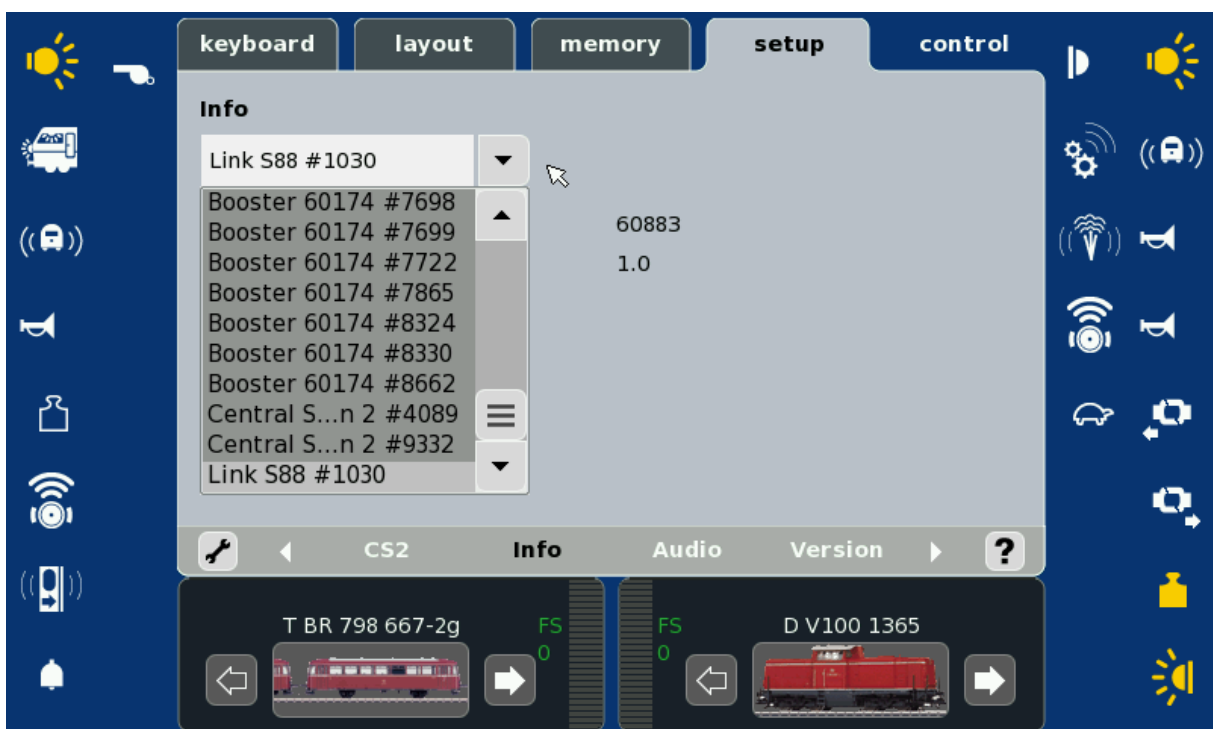 keyboard layout memory setup control
Info
Link S88 #1030
Booster 60174 #7698
Booster 60174 #7699
Booster 60174 #7722
Booster 60174 #7865
Booster 60174 #8324
Booster 60174 #8330
Booster 60174 #8662
Central S...n 2 #4089
Central S...n 2 #9332
Link S88 #1030
60883
1.0
CS2 Info Audio Version ?
T BR 798 667-2g FS
0
FS D V100 1365
0